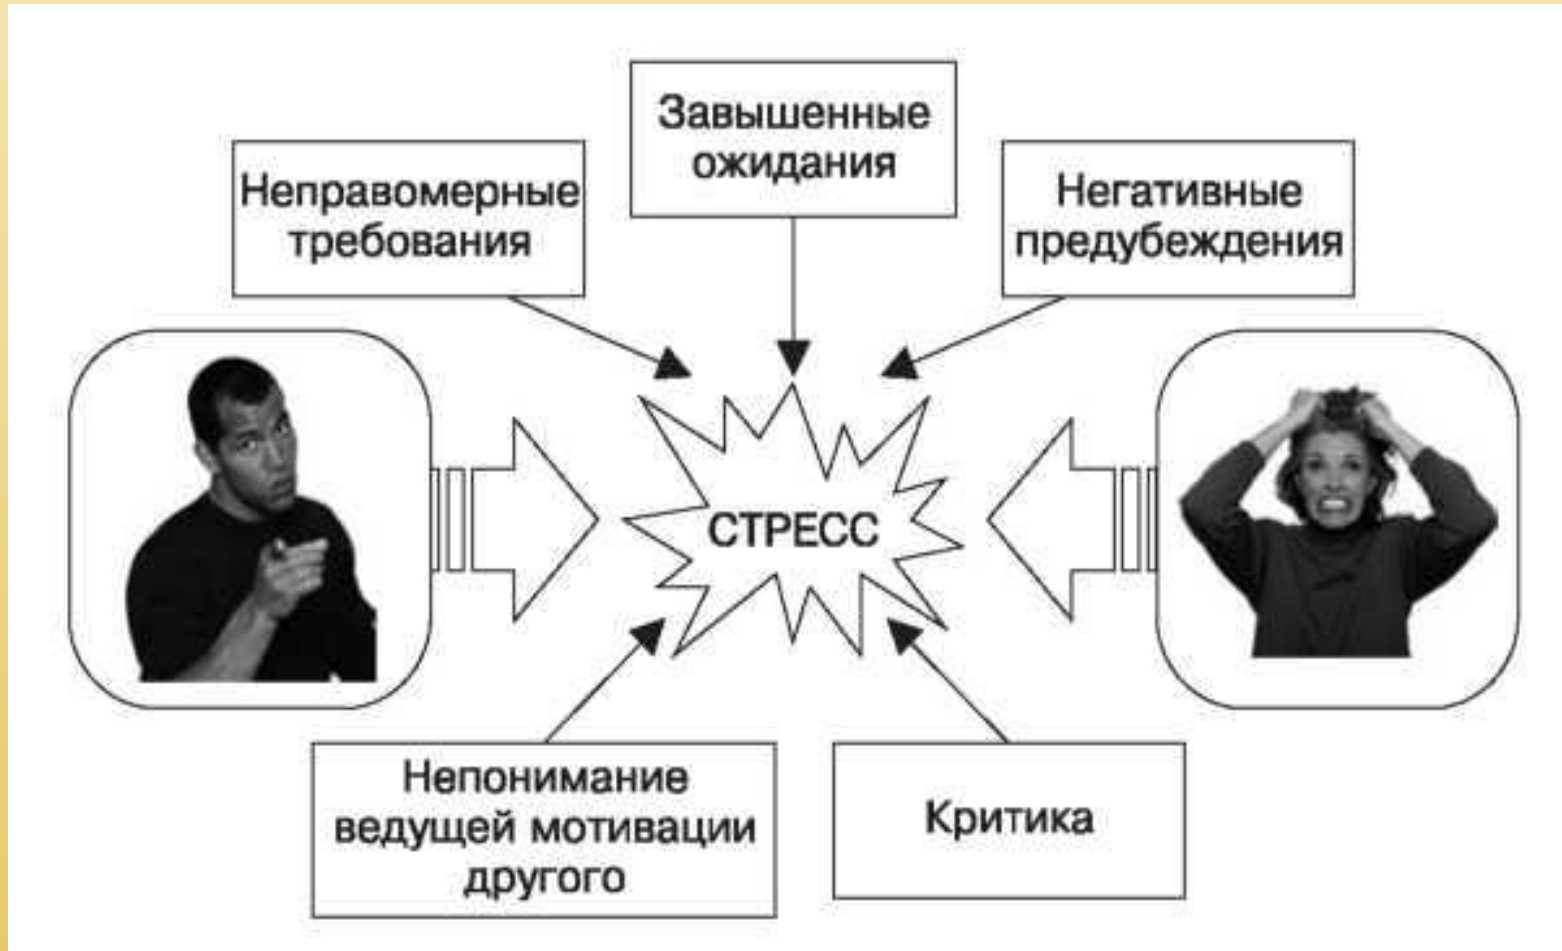 Завышенные
ожидания
Неправомерные
требования
Негативные
предубеждения
СТРЕСС
Непонимание
ведущей мотивации
другого
Критика